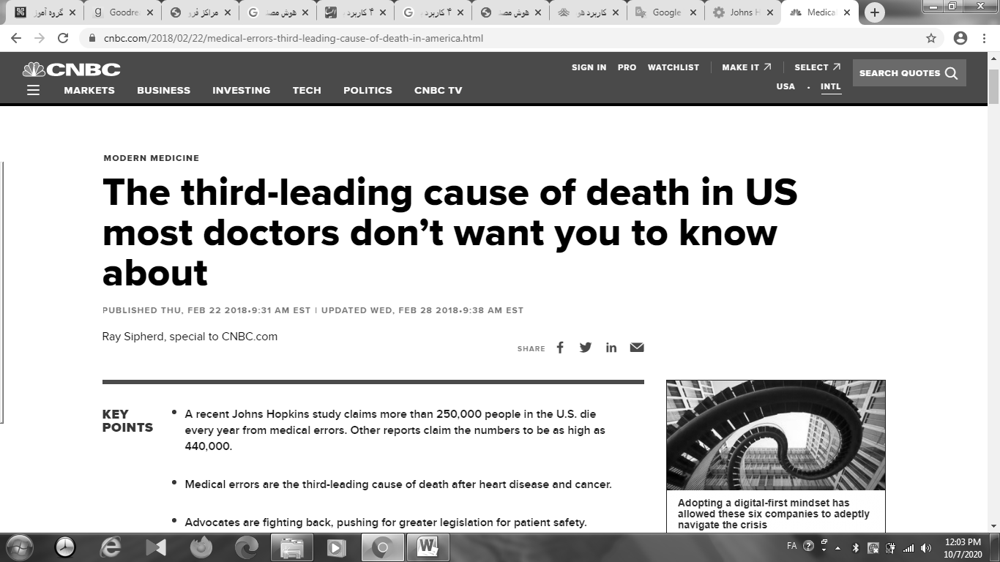 گروه آموز
Goodre
مراکز فرو
هوش مصد
۴ کاربرد د
۴ کاربرد د
هوش مصد
کاربرد هو
Google
Johns H
Medica
cnbc.com/2018/02/22/medical-errors-third-leading-cause-of-death-in-america.html
CNBC
SIGN IN PRO WATCHLIST MAKE IT SELECT
SEARCH QUOTES
USA · INTL
MARKETS BUSINESS INVESTING TECH POLITICS CNBC TV
MODERN MEDICINE
The third-leading cause of death in US
most doctors don’t want you to know
about
PUBLISHED THU, FEB 22 2018•9:31 AM EST | UPDATED WED, FEB 28 2018•9:38 AM EST
Ray Sipherd, special to CNBC.com
SHARE
KEY
POINTS
• A recent Johns Hopkins study claims more than 250,000 people in the U.S. die
every year from medical errors. Other reports claim the numbers to be as high as
440,000.
• Medical errors are the third-leading cause of death after heart disease and cancer.
• Advocates are fighting back, pushing for greater legislation for patient safety.
Adopting a digital-first mindset has
allowed these six companies to adeptly
navigate the crisis
FA
12:03 PM
10/7/2020